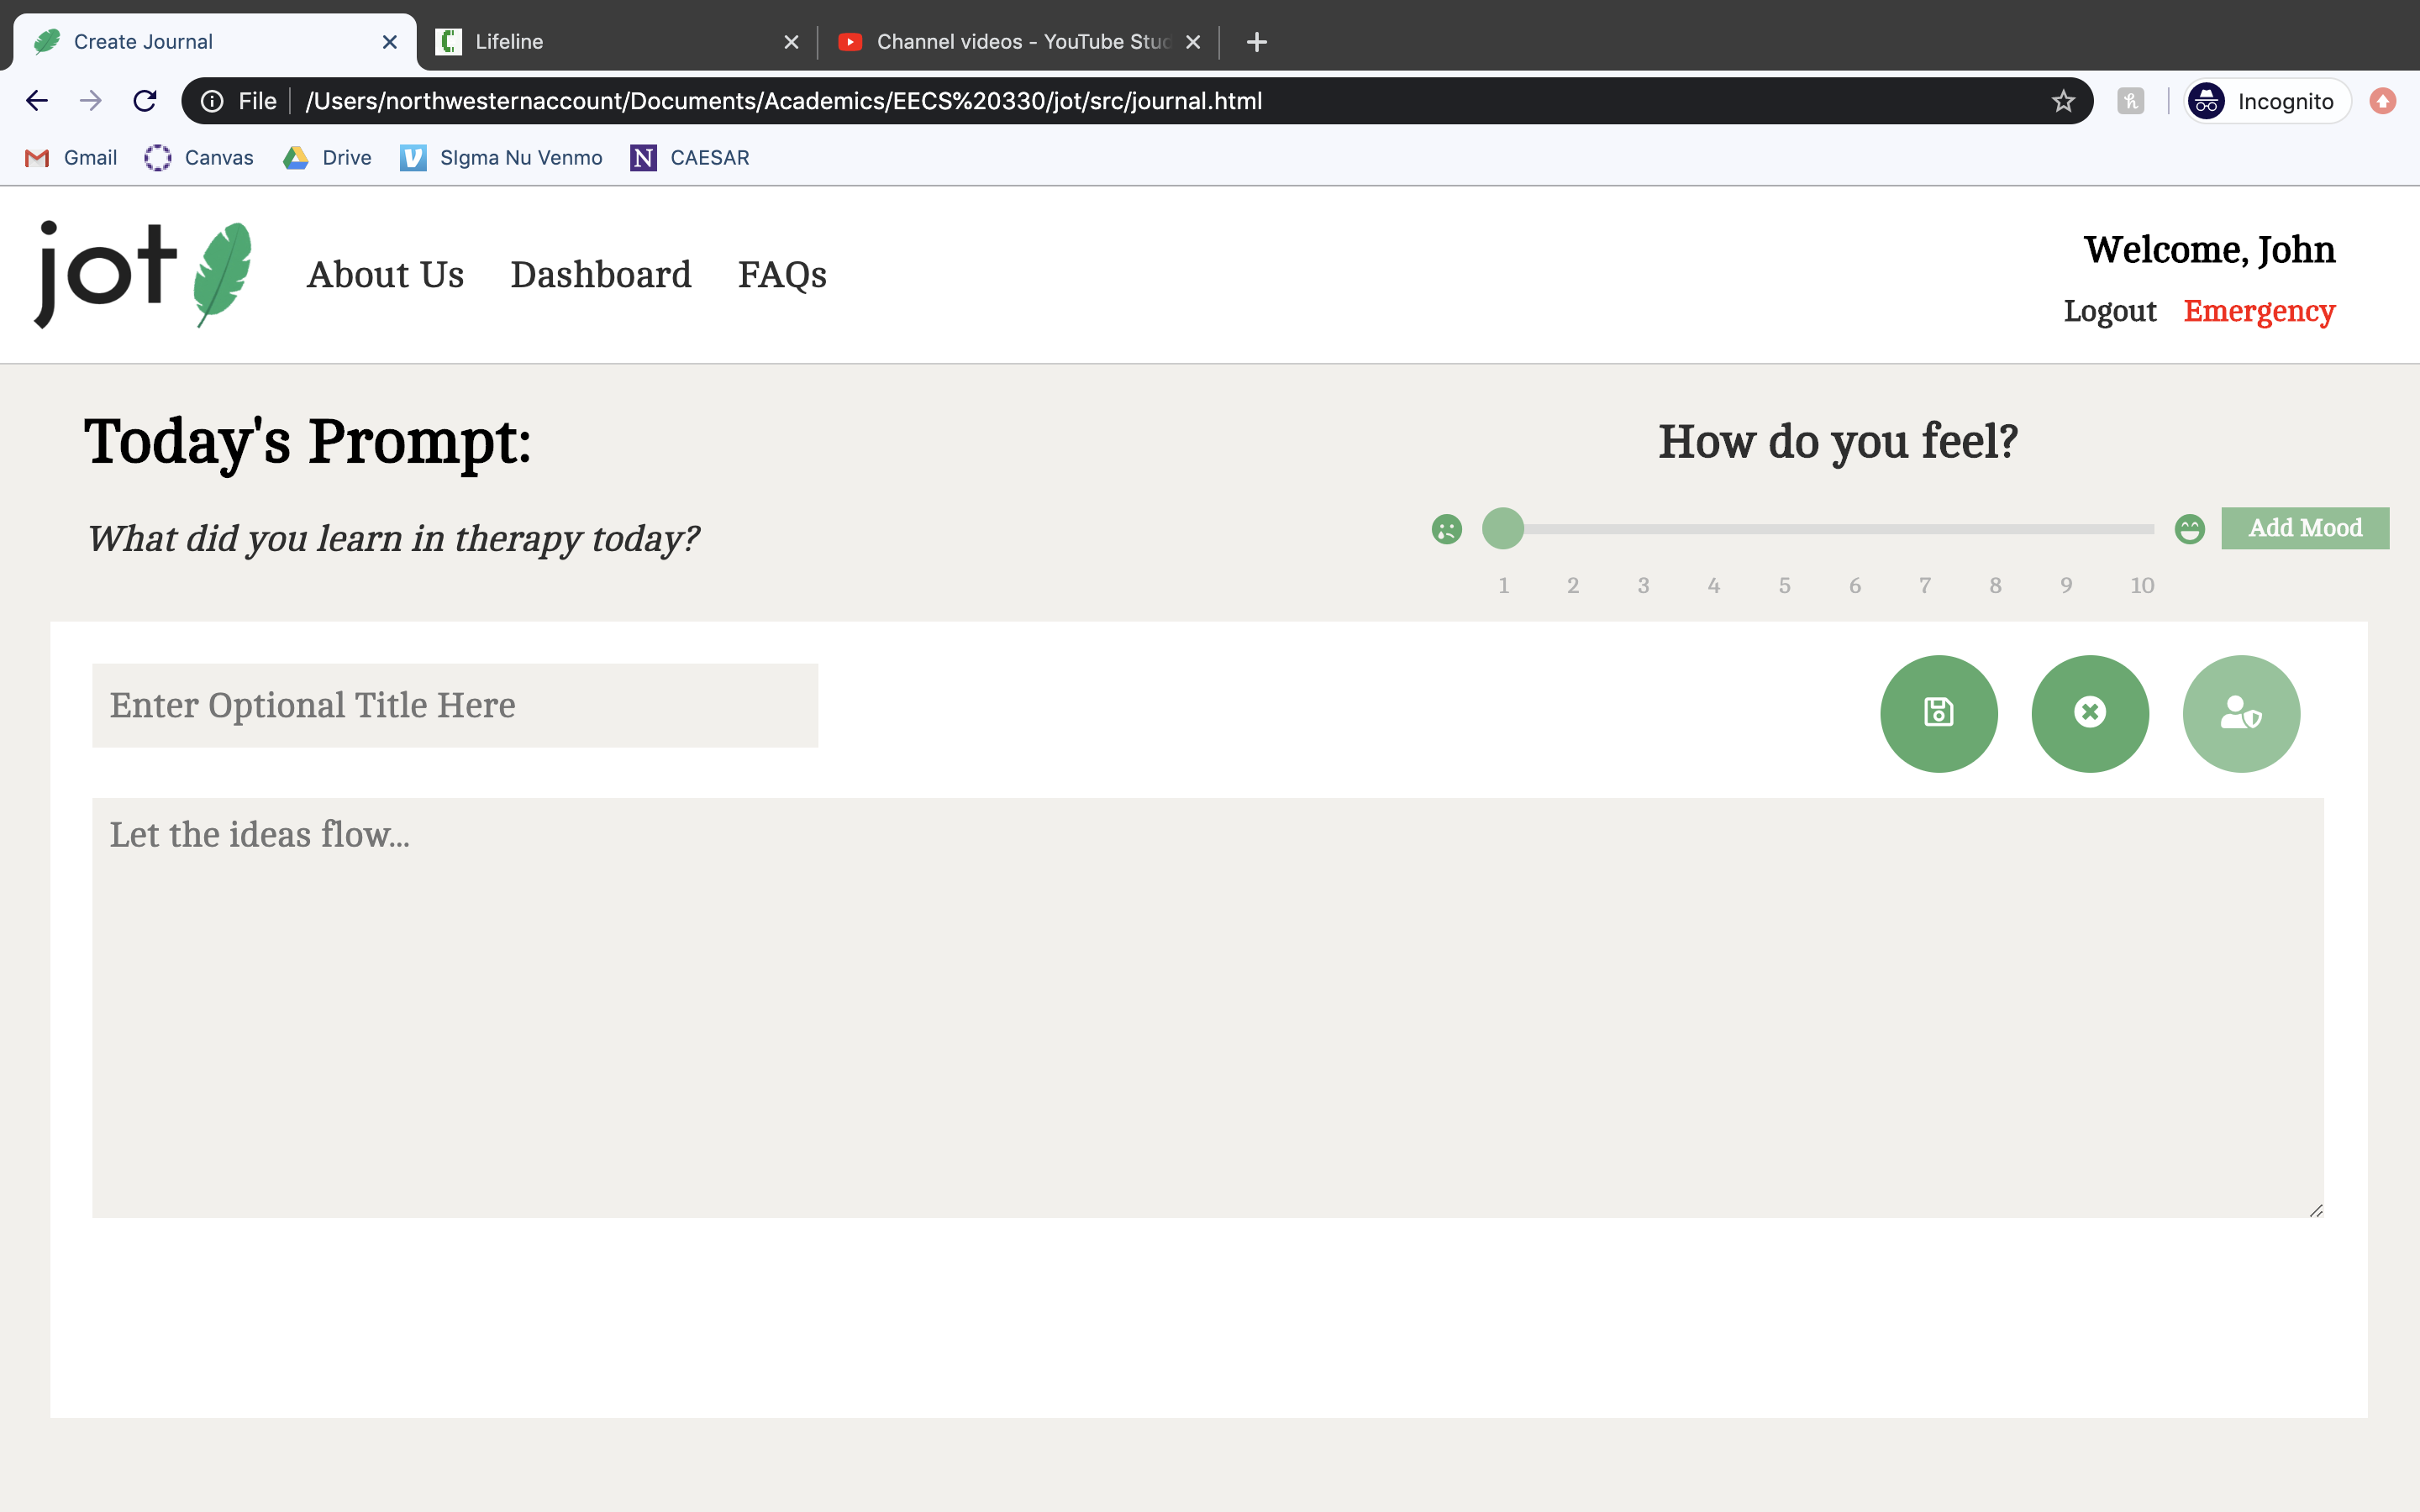 Create Journal
Lifeline
Channel videos - YouTube Stud
File /Users/northwesternaccount/Documents/Academics/EECS%20330/jot/src/journal.html
Incognito
Gmail Canvas Drive SIgma Nu Venmo N CAESAR
jot About Us Dashboard FAQs
Welcome, John
Logout Emergency
Today's Prompt:
How do you feel?
What did you learn in therapy today?
Add Mood
1 2 3 4 5 6 7 8 9 10
Enter Optional Title Here
Let the ideas flow...